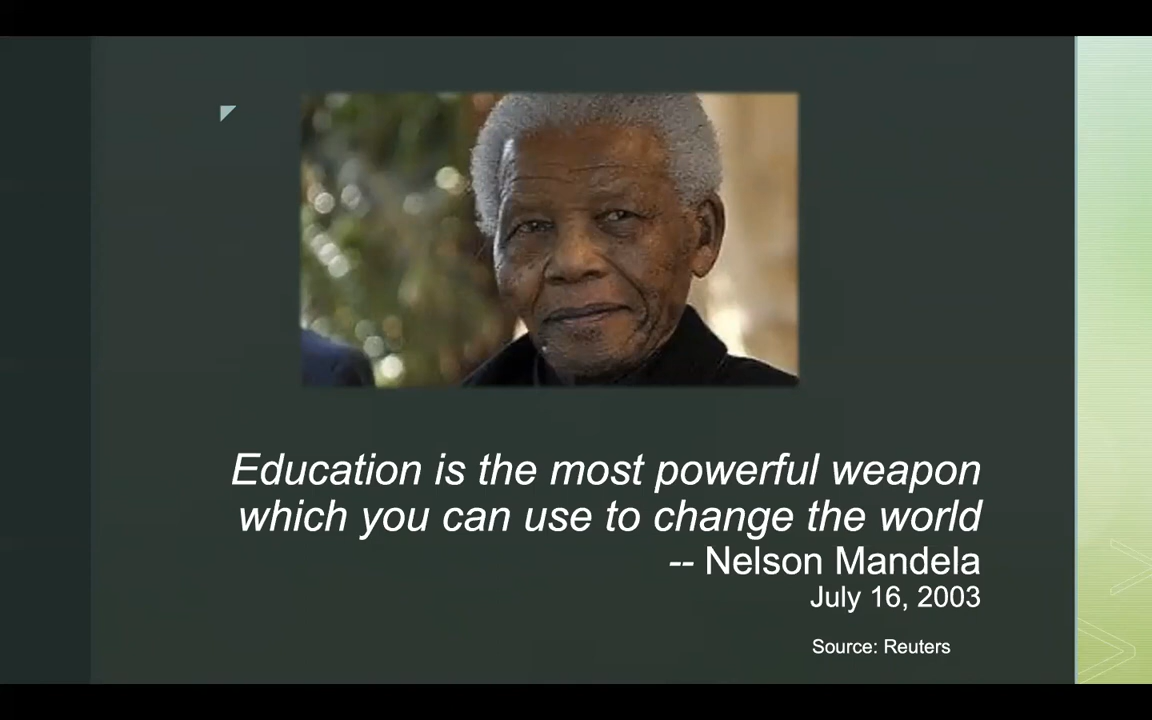 Education is the most powerful weapon
which you can use to change the world
-- Nelson Mandela
July 16, 2003
Source: Reuters